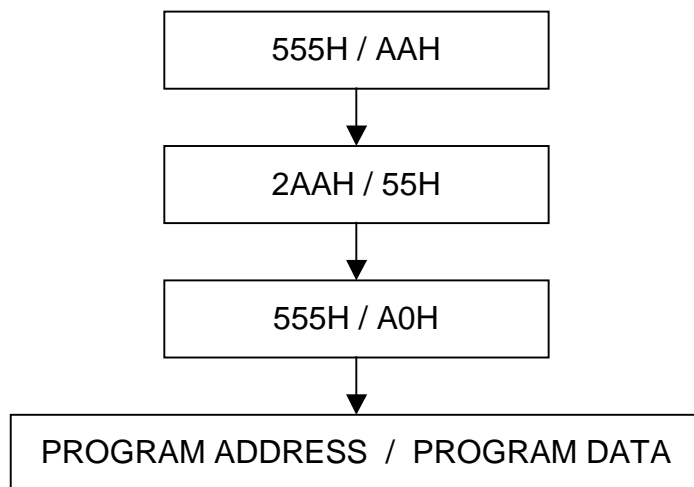 555H / AAH
2AAH / 55H
555H / A0H
PROGRAM ADDRESS / PROGRAM DATA